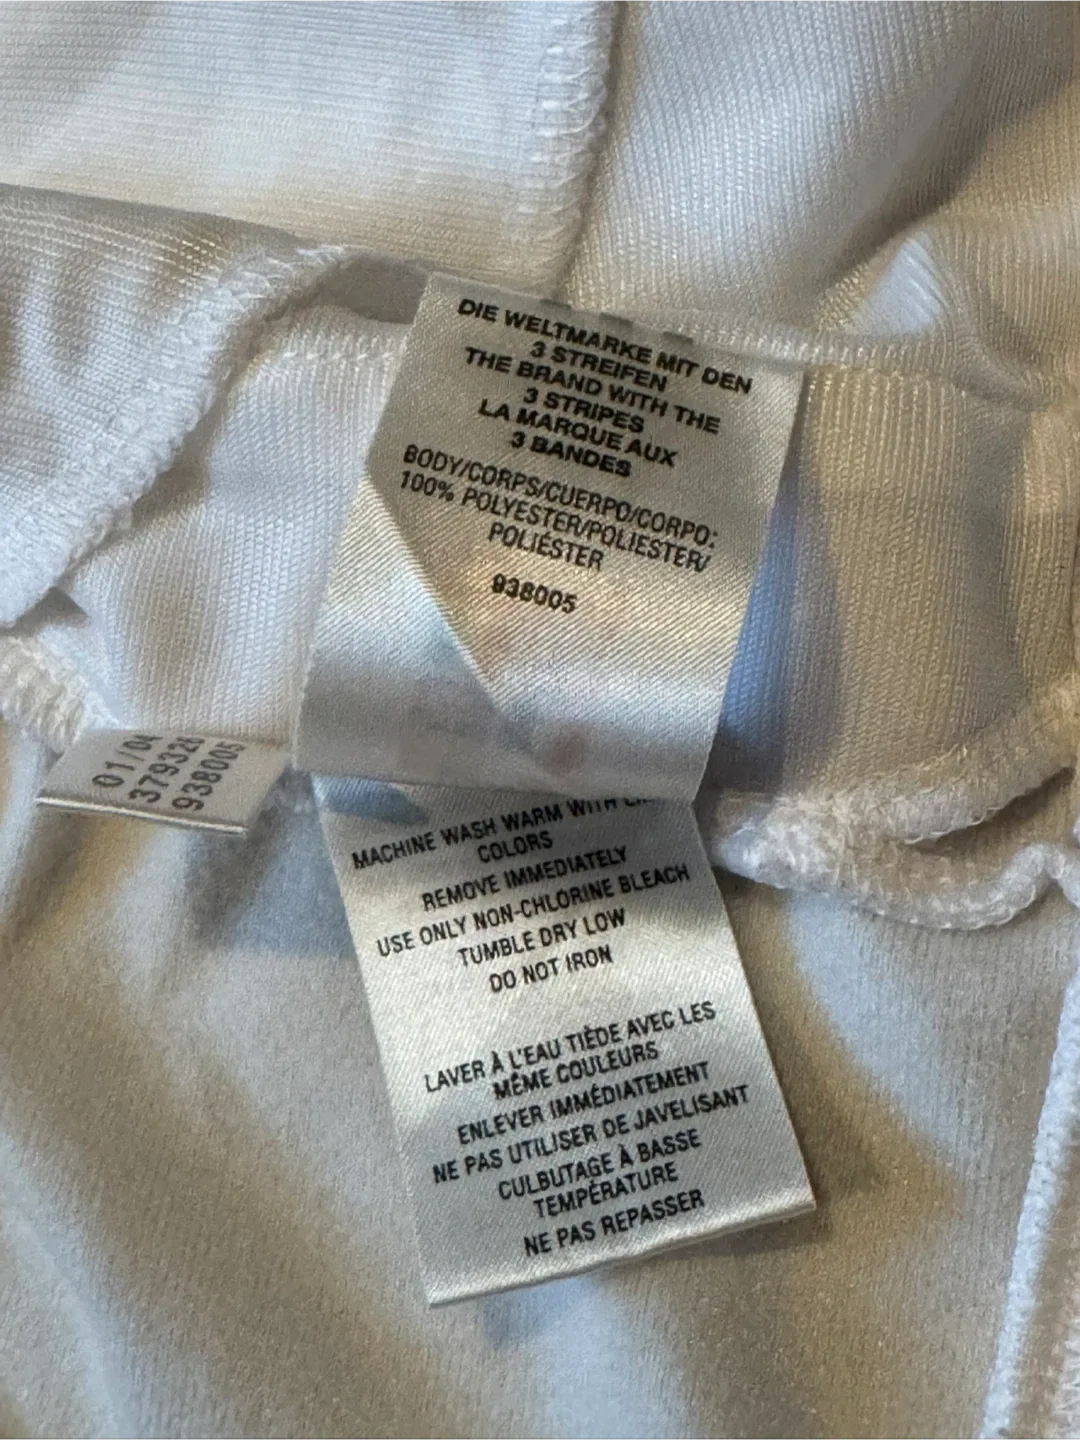 DIE WELTMARKE MIT DEN
3 STREIFEN
THE BRAND WITH THE
3 STRIPES
LA MARQUE AUX
3 BANDES
BODY/CORPS/CUERPO/CORPO:
100% POLYESTER/POLIESTER/
POLIÉSTER
938005
01/04
379326
938005
MACHINE WASH WARM WITH
COLORS
REMOVE IMMEDIATELY
USE ONLY NON-CHLORINE BLEACH
TUMBLE DRY LOW
DO NOT IRON
LAVER À L'EAU TIÈDE AVEC LES
MÊME COULEURS
ENLEVER IMMÉDIATEMENT
NE PAS UTILISER DE JAVELISANT
CULBUTAGE À BASSE
TEMPÉRATURE
NE PAS REPASSER